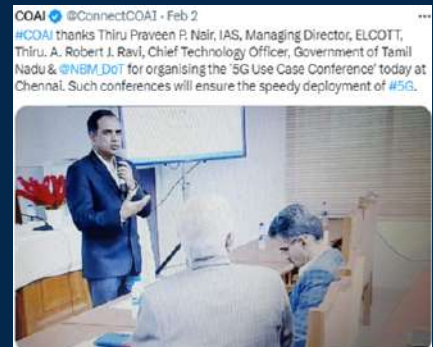 COAI @ConnectCOAI · Feb 2
#COAI thanks Thiru Praveen P. Nair, IAS, Managing Director, ELCOTT,
Thiru. A. Robert J. Ravi, Chief Technology Officer, Government of Tamil
Nadu & @NBM_DoT for organising the '5G Use Case Conference' today at
Chennai. Such conferences will ensure the speedy deployment of #5G.